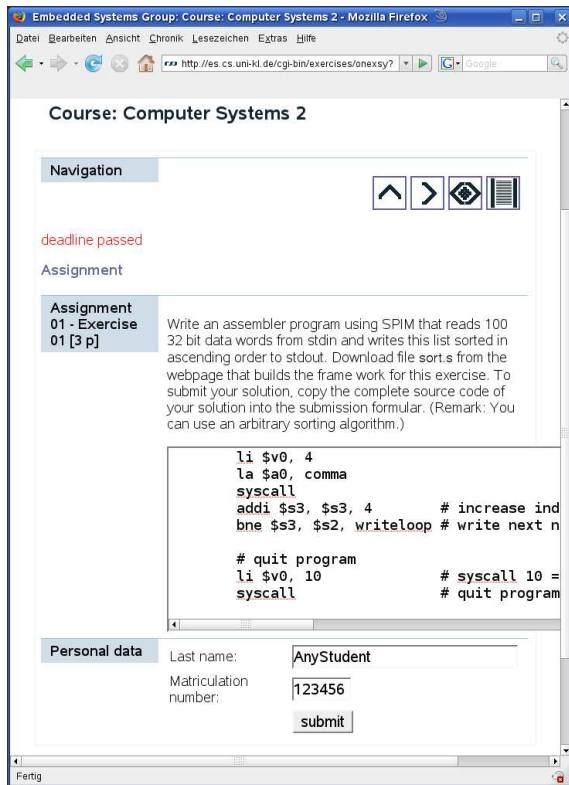 Embedded Systems Group: Course: Computer Systems 2 - Mozilla Firefox
Datei Bearbeiten Ansicht Chronik Lesezeichen Extras Hilfe
http://es.cs.uni-kl.de/cgi-bin/exercises/onexsy? Google
Course: Computer Systems 2
Navigation
deadline passed
Assignment
Assignment
01 - Exercise
01 [3 p]
Write an assembler program using SPIM that reads 100
32 bit data words from stdin and writes this list sorted in
ascending order to stdout. Download file sort.s from the
webpage that builds the frame work for this exercise. To
submit your solution, copy the complete source code of
your solution into the submission formular. (Remark: You
can use an arbitrary sorting algorithm.)
li $v0, 4
la $a0, comma
syscall
addi $s3, $s3, 4 # increase ind
bne $s3, $s2, writeloop # write next n
# quit program
li $v0, 10 # syscall 10 =
syscall # quit program
Personal data
Last name: AnyStudent
Matriculation
number: 123456
submit
Fertig